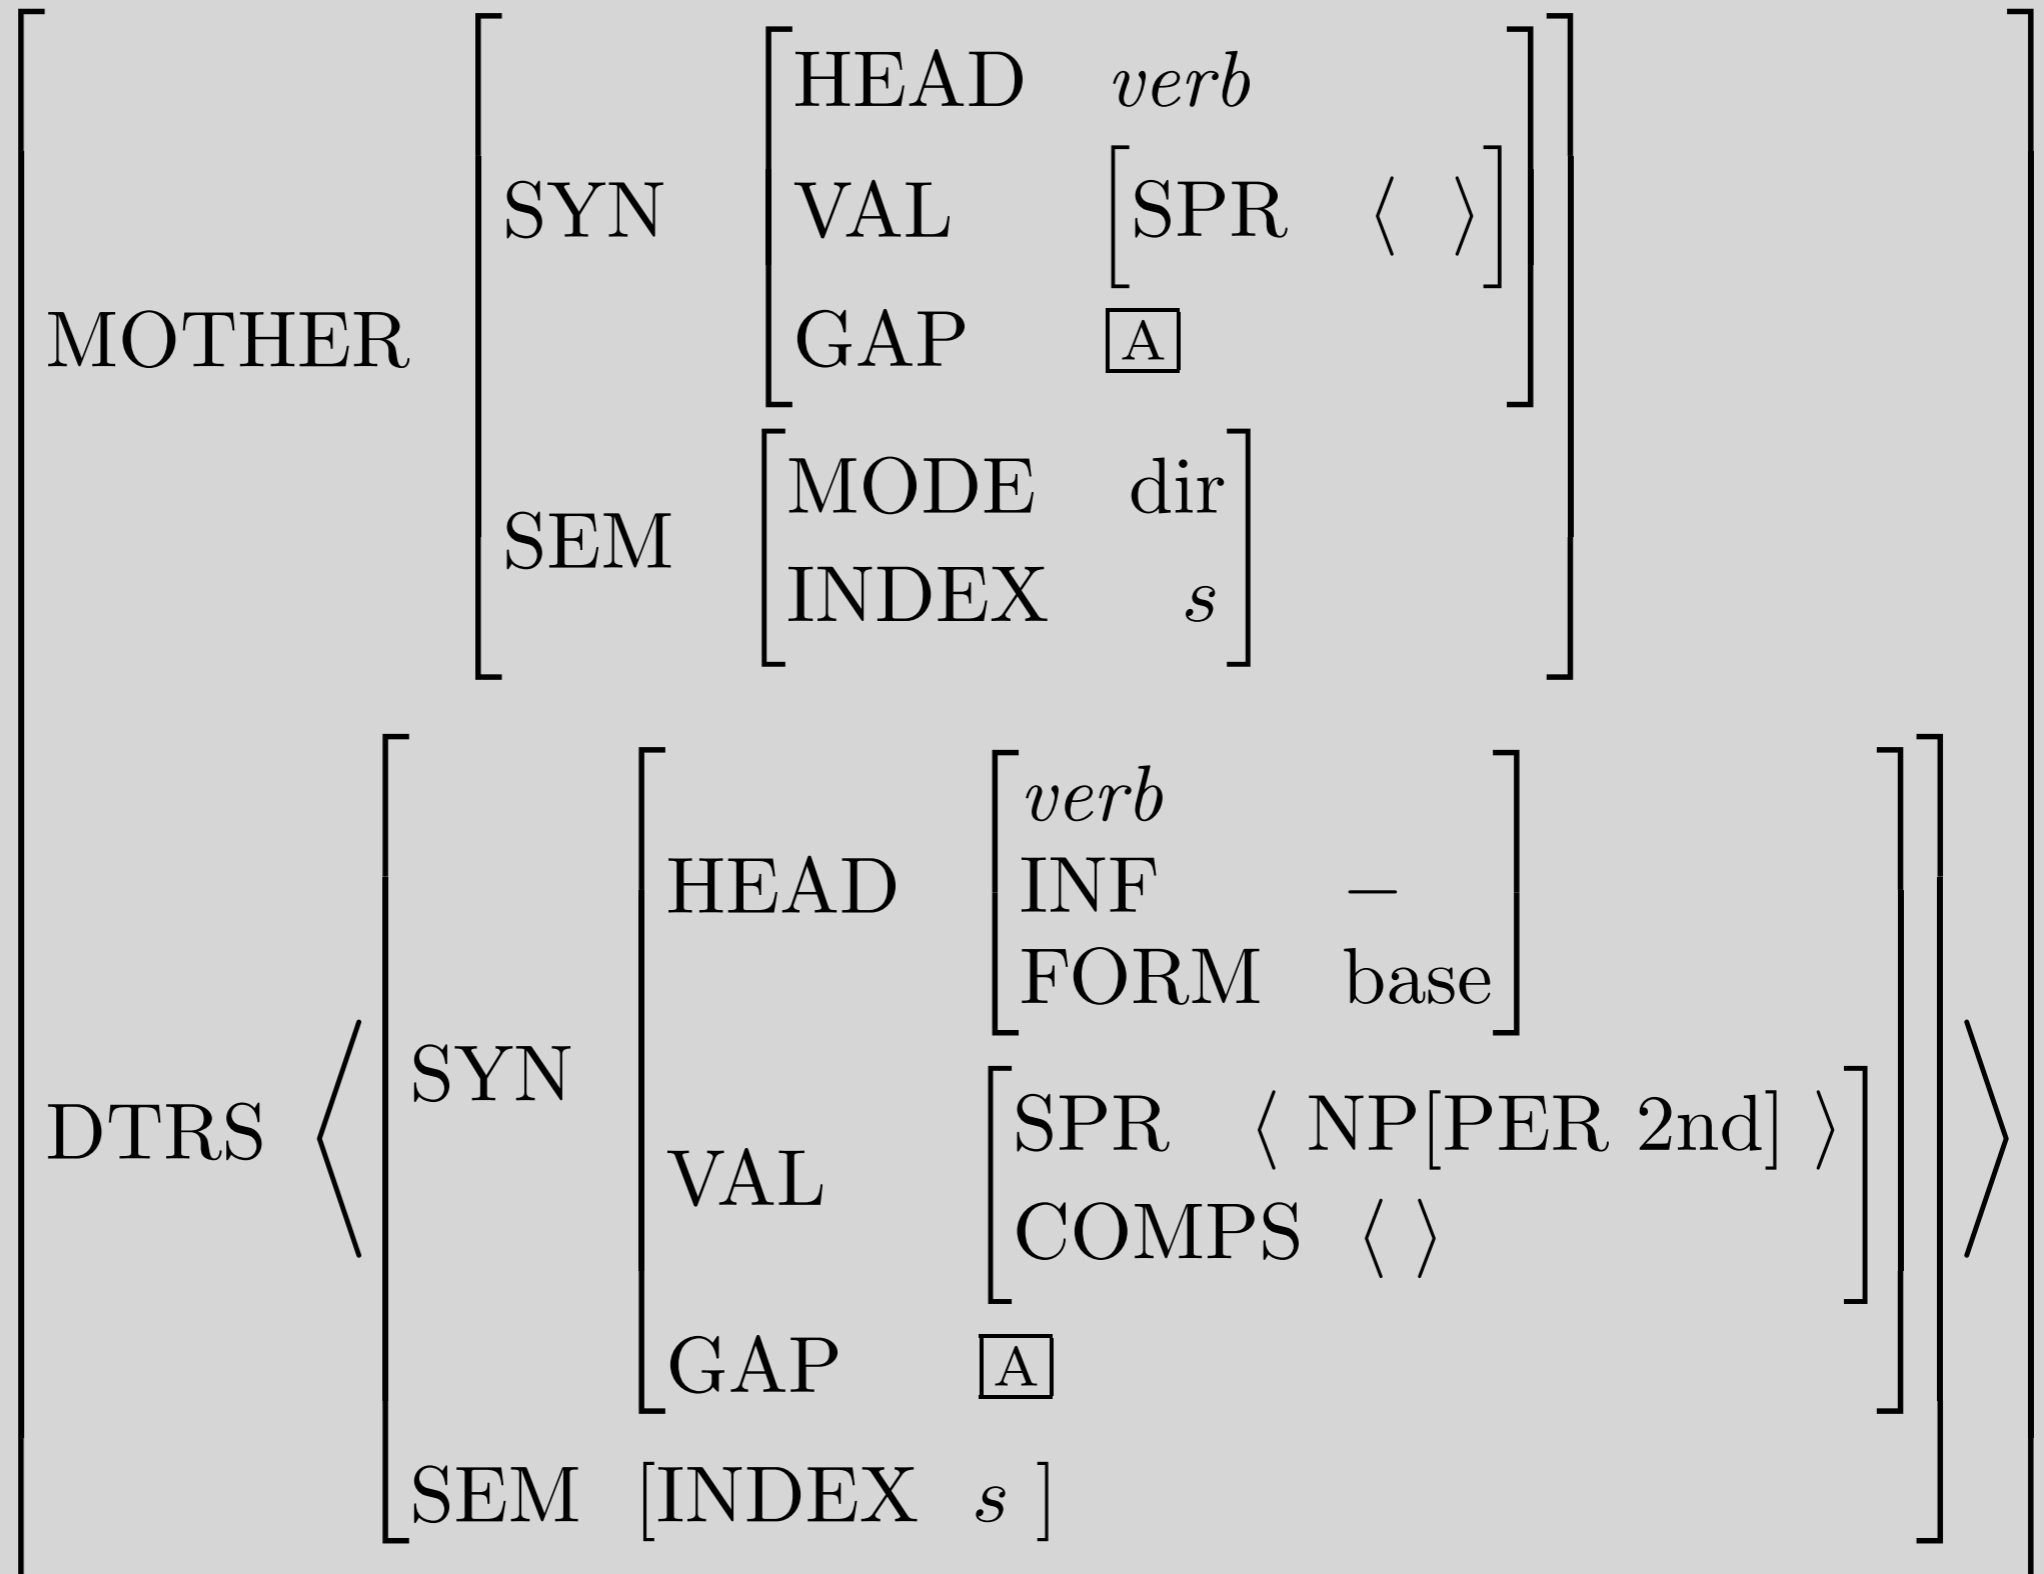 HEAD verb
SYN VAL [SPR ⟨ ⟩]
MOTHER GAP A
MODE dir
SEM
INDEX s
verb
HEAD INF −
FORM base
SYN
DTRS ⟨ SPR ⟨ NP[PER 2nd] ⟩ ⟩
VAL
COMPS ⟨ ⟩
GAP A
SEM [INDEX s ]